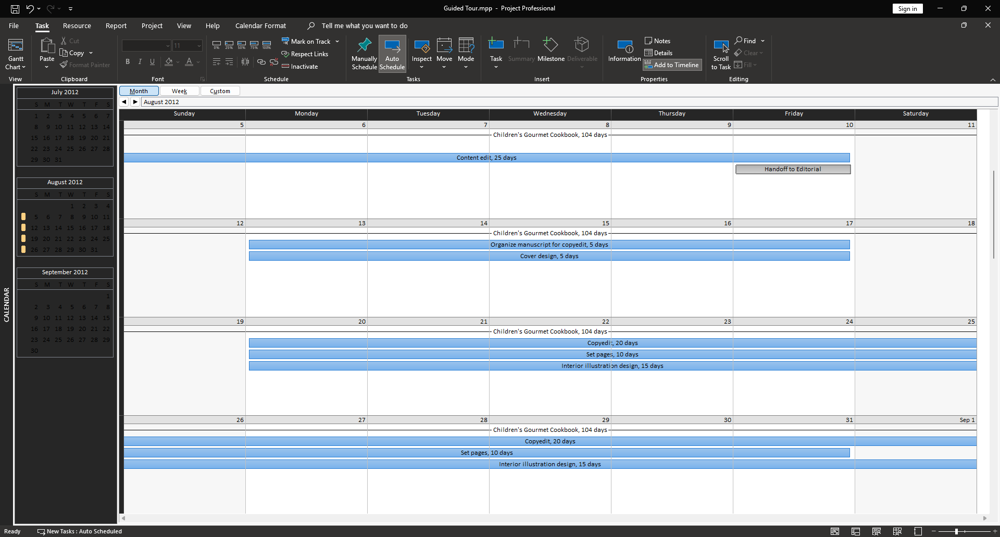 Guided Tour.mpp - Project Professional
Sign in
File Task Resource Report Project View Help Calendar Format Tell me what you want to do
Gantt Chart
View
Paste
Cut
Copy
Format Painter
Clipboard
11
B I U A
Font
0% 25% 50% 75% 100%
Mark on Track
Respect Links
Inactivate
Schedule
Manually Schedule
Auto Schedule
Inspect
Move
Mode
Tasks
Task
Summary
Milestone
Deliverable
Insert
Information
Notes
Details
Add to Timeline
Properties
Scroll to Task
Find
Clear
Fill
Editing
CALENDAR
July 2012
S M T W T F S
1 2 3 4 5 6 7
8 9 10 11 12 13 14
15 16 17 18 19 20 21
22 23 24 25 26 27 28
29 30 31
August 2012
S M T W T F S
1 2 3 4
5 6 7 8 9 10 11
12 13 14 15 16 17 18
19 20 21 22 23 24 25
26 27 28 29 30 31
September 2012
S M T W T F S
1
2 3 4 5 6 7 8
9 10 11 12 13 14 15
16 17 18 19 20 21 22
23 24 25 26 27 28 29
30
Month Week Custom
August 2012
Sunday Monday Tuesday Wednesday Thursday Friday Saturday
5 6 7 8 9 10 11
Children's Gourmet Cookbook, 104 days
Content edit, 25 days
Handoff to Editorial
12 13 14 15 16 17 18
Children's Gourmet Cookbook, 104 days
Organize manuscript for copyedit, 5 days
Cover design, 5 days
19 20 21 22 23 24 25
Children's Gourmet Cookbook, 104 days
Copyedit, 20 days
Set pages, 10 days
Interior illustration design, 15 days
26 27 28 29 30 31 Sep 1
Children's Gourmet Cookbook, 104 days
Copyedit, 20 days
Set pages, 10 days
Interior illustration design, 15 days
Ready New Tasks : Auto Scheduled